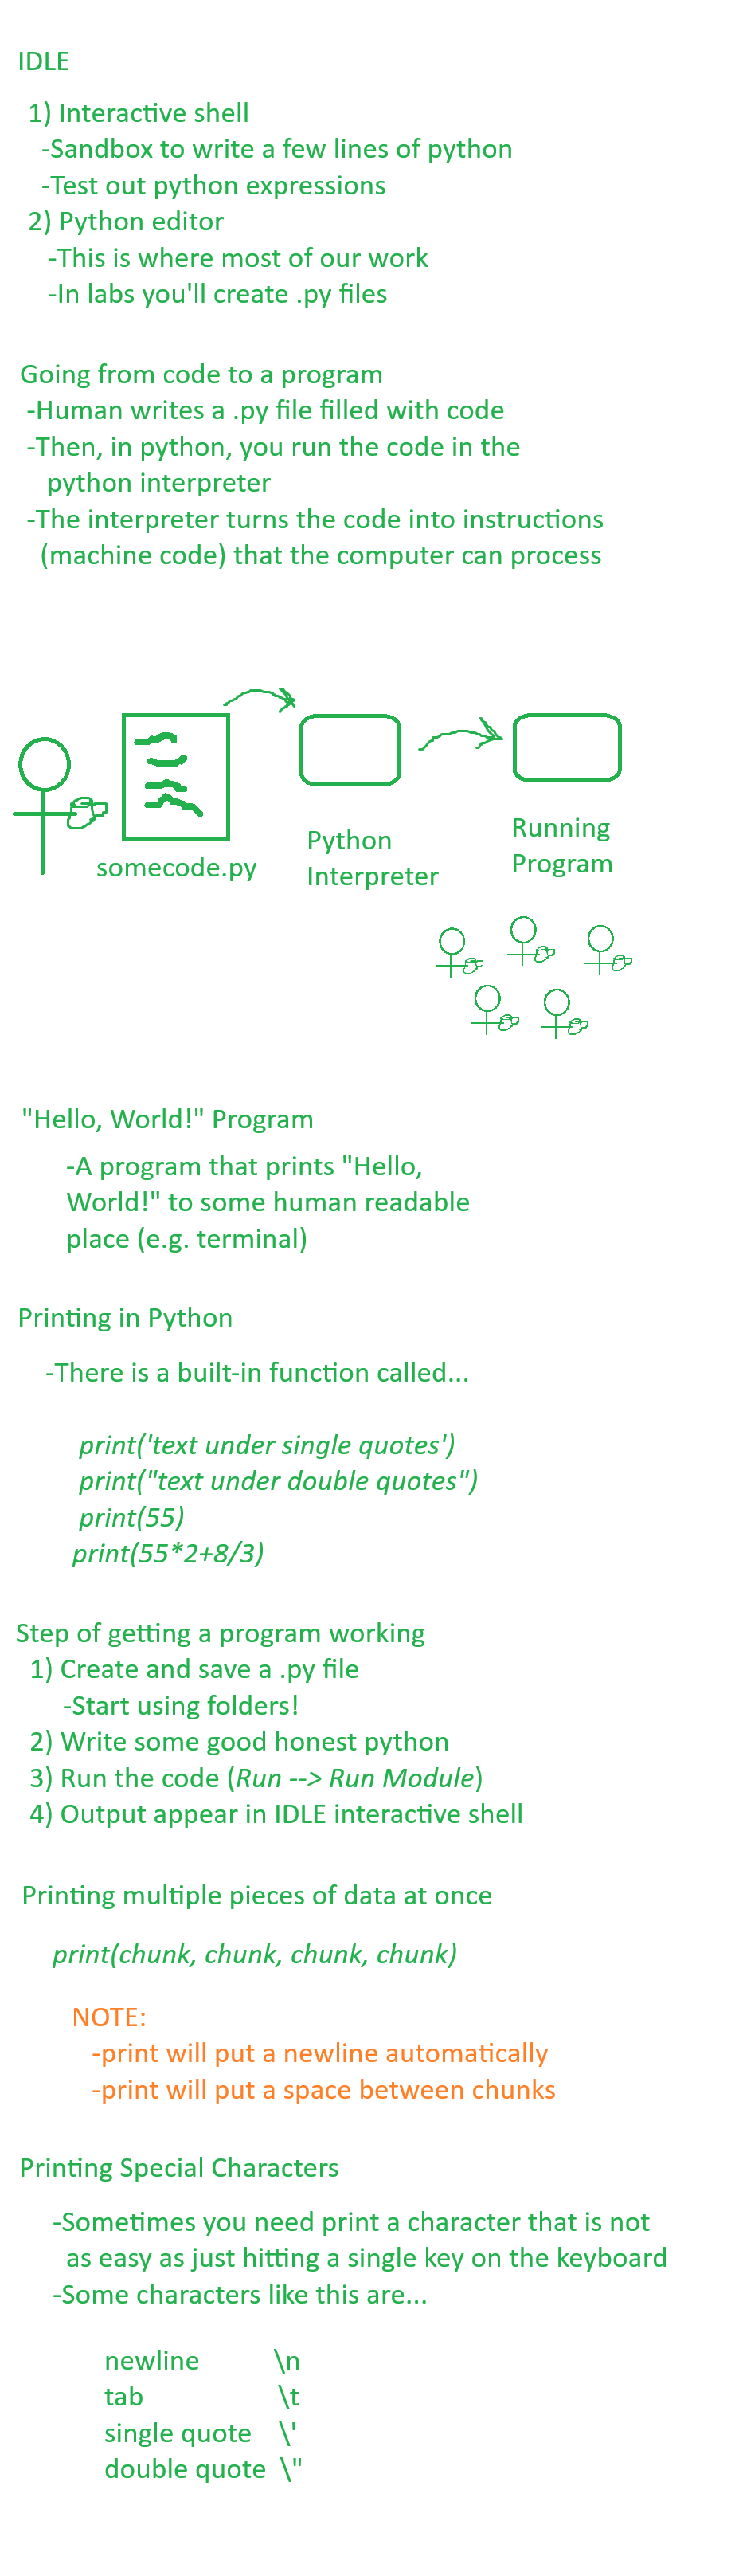 IDLE
1) Interactive shell
-Sandbox to write a few lines of python
-Test out python expressions
2) Python editor
-This is where most of our work
-In labs you'll create .py files
Going from code to a program
-Human writes a .py file filled with code
-Then, in python, you run the code in the
python interpreter
-The interpreter turns the code into instructions
(machine code) that the computer can process
somecode.py
Python
Interpreter
Running
Program
"Hello, World!" Program
-A program that prints "Hello,
World!" to some human readable
place (e.g. terminal)
Printing in Python
-There is a built-in function called...
print('text under single quotes')
print("text under double quotes")
print(55)
print(55*2+8/3)
Step of getting a program working
1) Create and save a .py file
-Start using folders!
2) Write some good honest python
3) Run the code (Run --> Run Module)
4) Output appear in IDLE interactive shell
Printing multiple pieces of data at once
print(chunk, chunk, chunk, chunk)
NOTE:
-print will put a newline automatically
-print will put a space between chunks
Printing Special Characters
-Sometimes you need print a character that is not
as easy as just hitting a single key on the keyboard
-Some characters like this are...
newline \n
tab \t
single quote \'
double quote \"